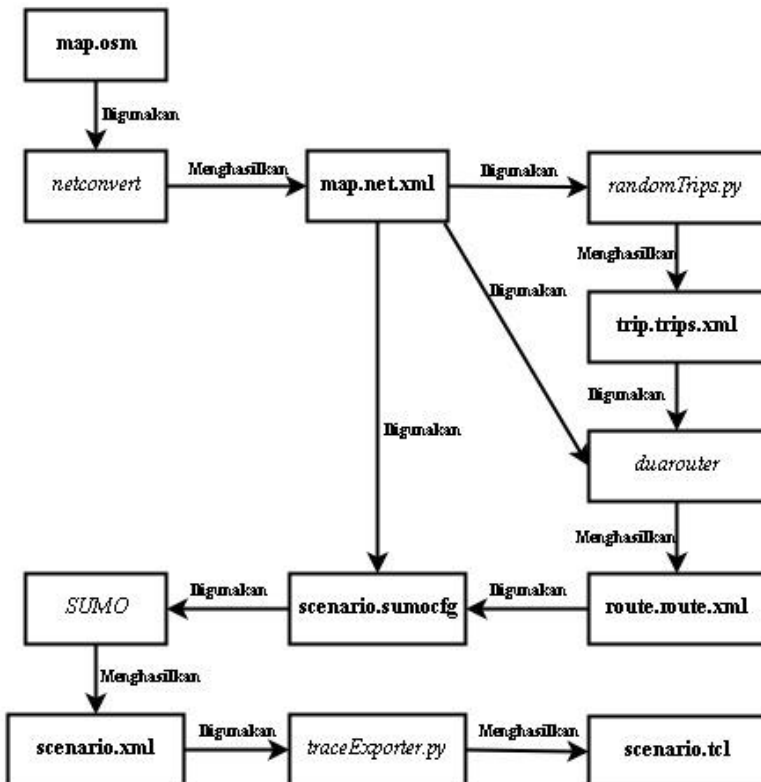 map.osm
Digunakan
netconvert
Menghasilkan
map.net.xml
Digunakan
randomTrips.py
Menghasilkan
Digunakan
trip.trips.xml
Digunakan
Digunakan
duarouter
Menghasilkan
SUMO
Digunakan
scenario.sumocfg
Digunakan
route.route.xml
Menghasilkan
scenario.xml
Digunakan
traceExporter.py
Menghasilkan
scenario.tcl